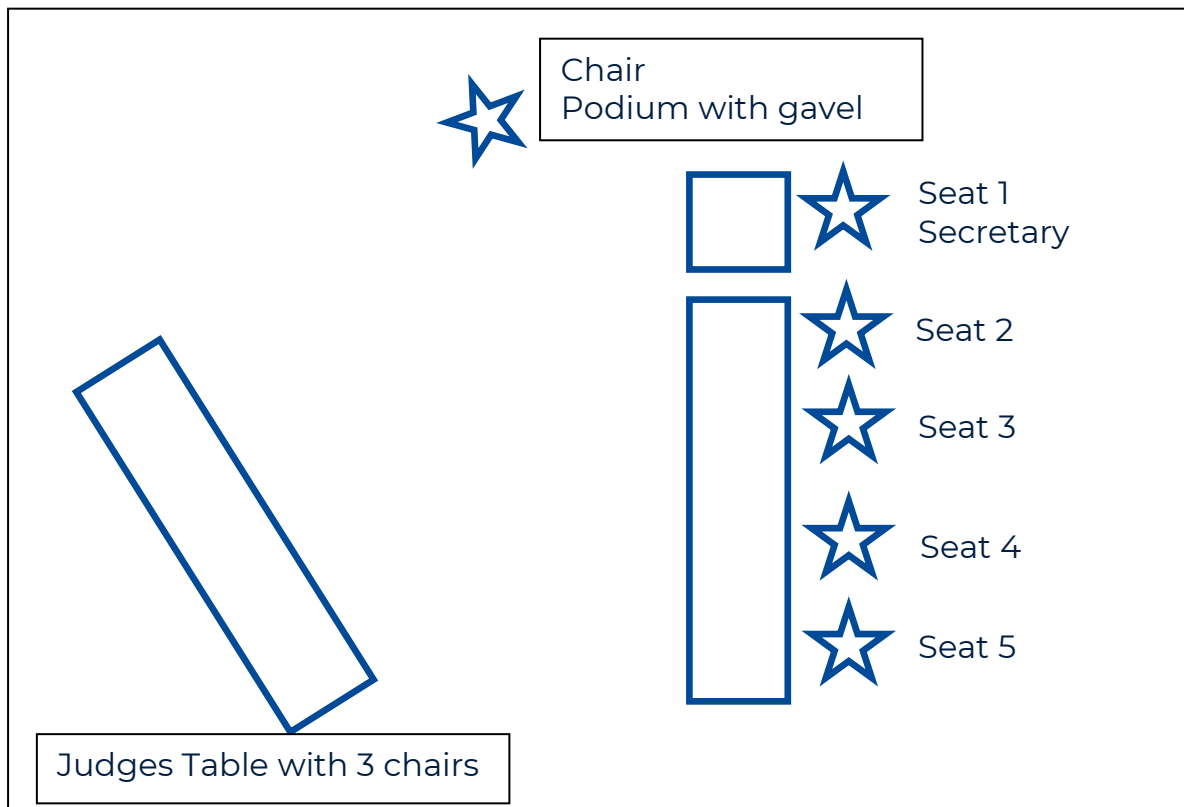 Chair
Podium with gavel
Seat 1
Secretary
Seat 2
Seat 3
Seat 4
Seat 5
Judges Table with 3 chairs